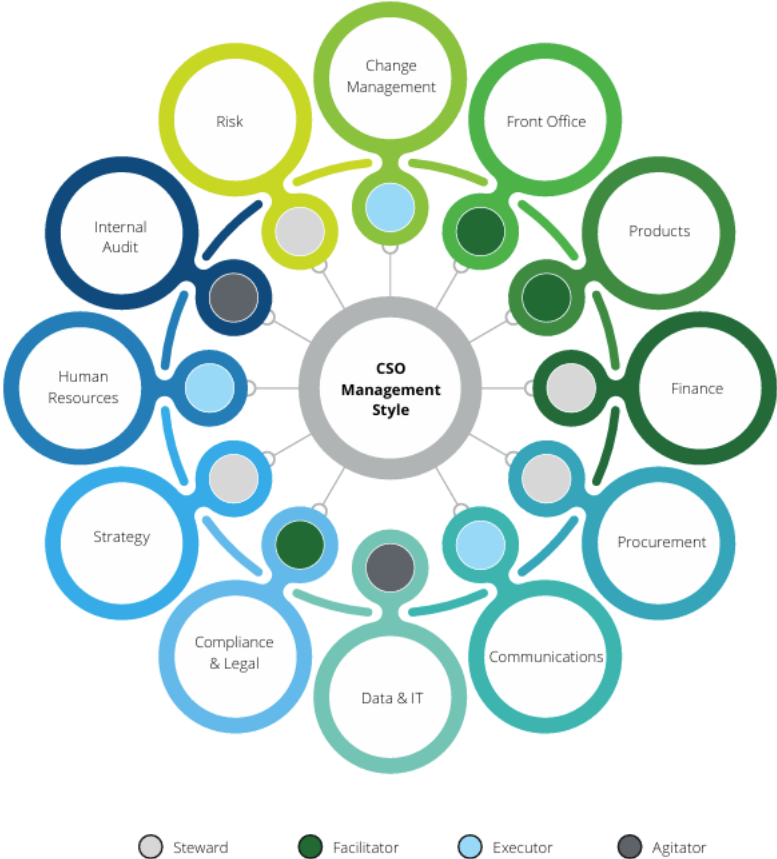 Change
Management
Front Office
Products
Finance
Procurement
Communications
Data & IT
Compliance
& Legal
Strategy
Human
Resources
Internal
Audit
Risk
CSO
Management
Style
Steward
Facilitator
Executor
Agitator